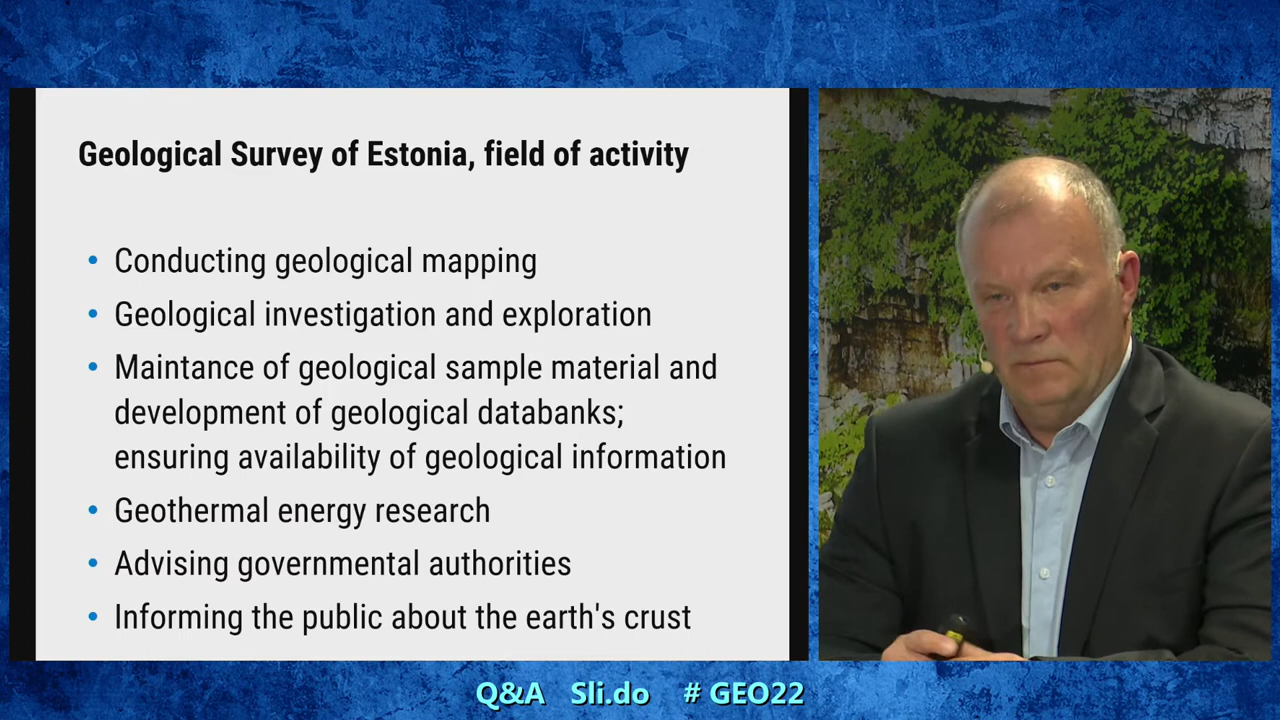 Geological Survey of Estonia, field of activity
• Conducting geological mapping
• Geological investigation and exploration
• Maintance of geological sample material and
development of geological databanks;
ensuring availability of geological information
• Geothermal energy research
• Advising governmental authorities
• Informing the public about the earth's crust
Q&A Sli.do # GEO22